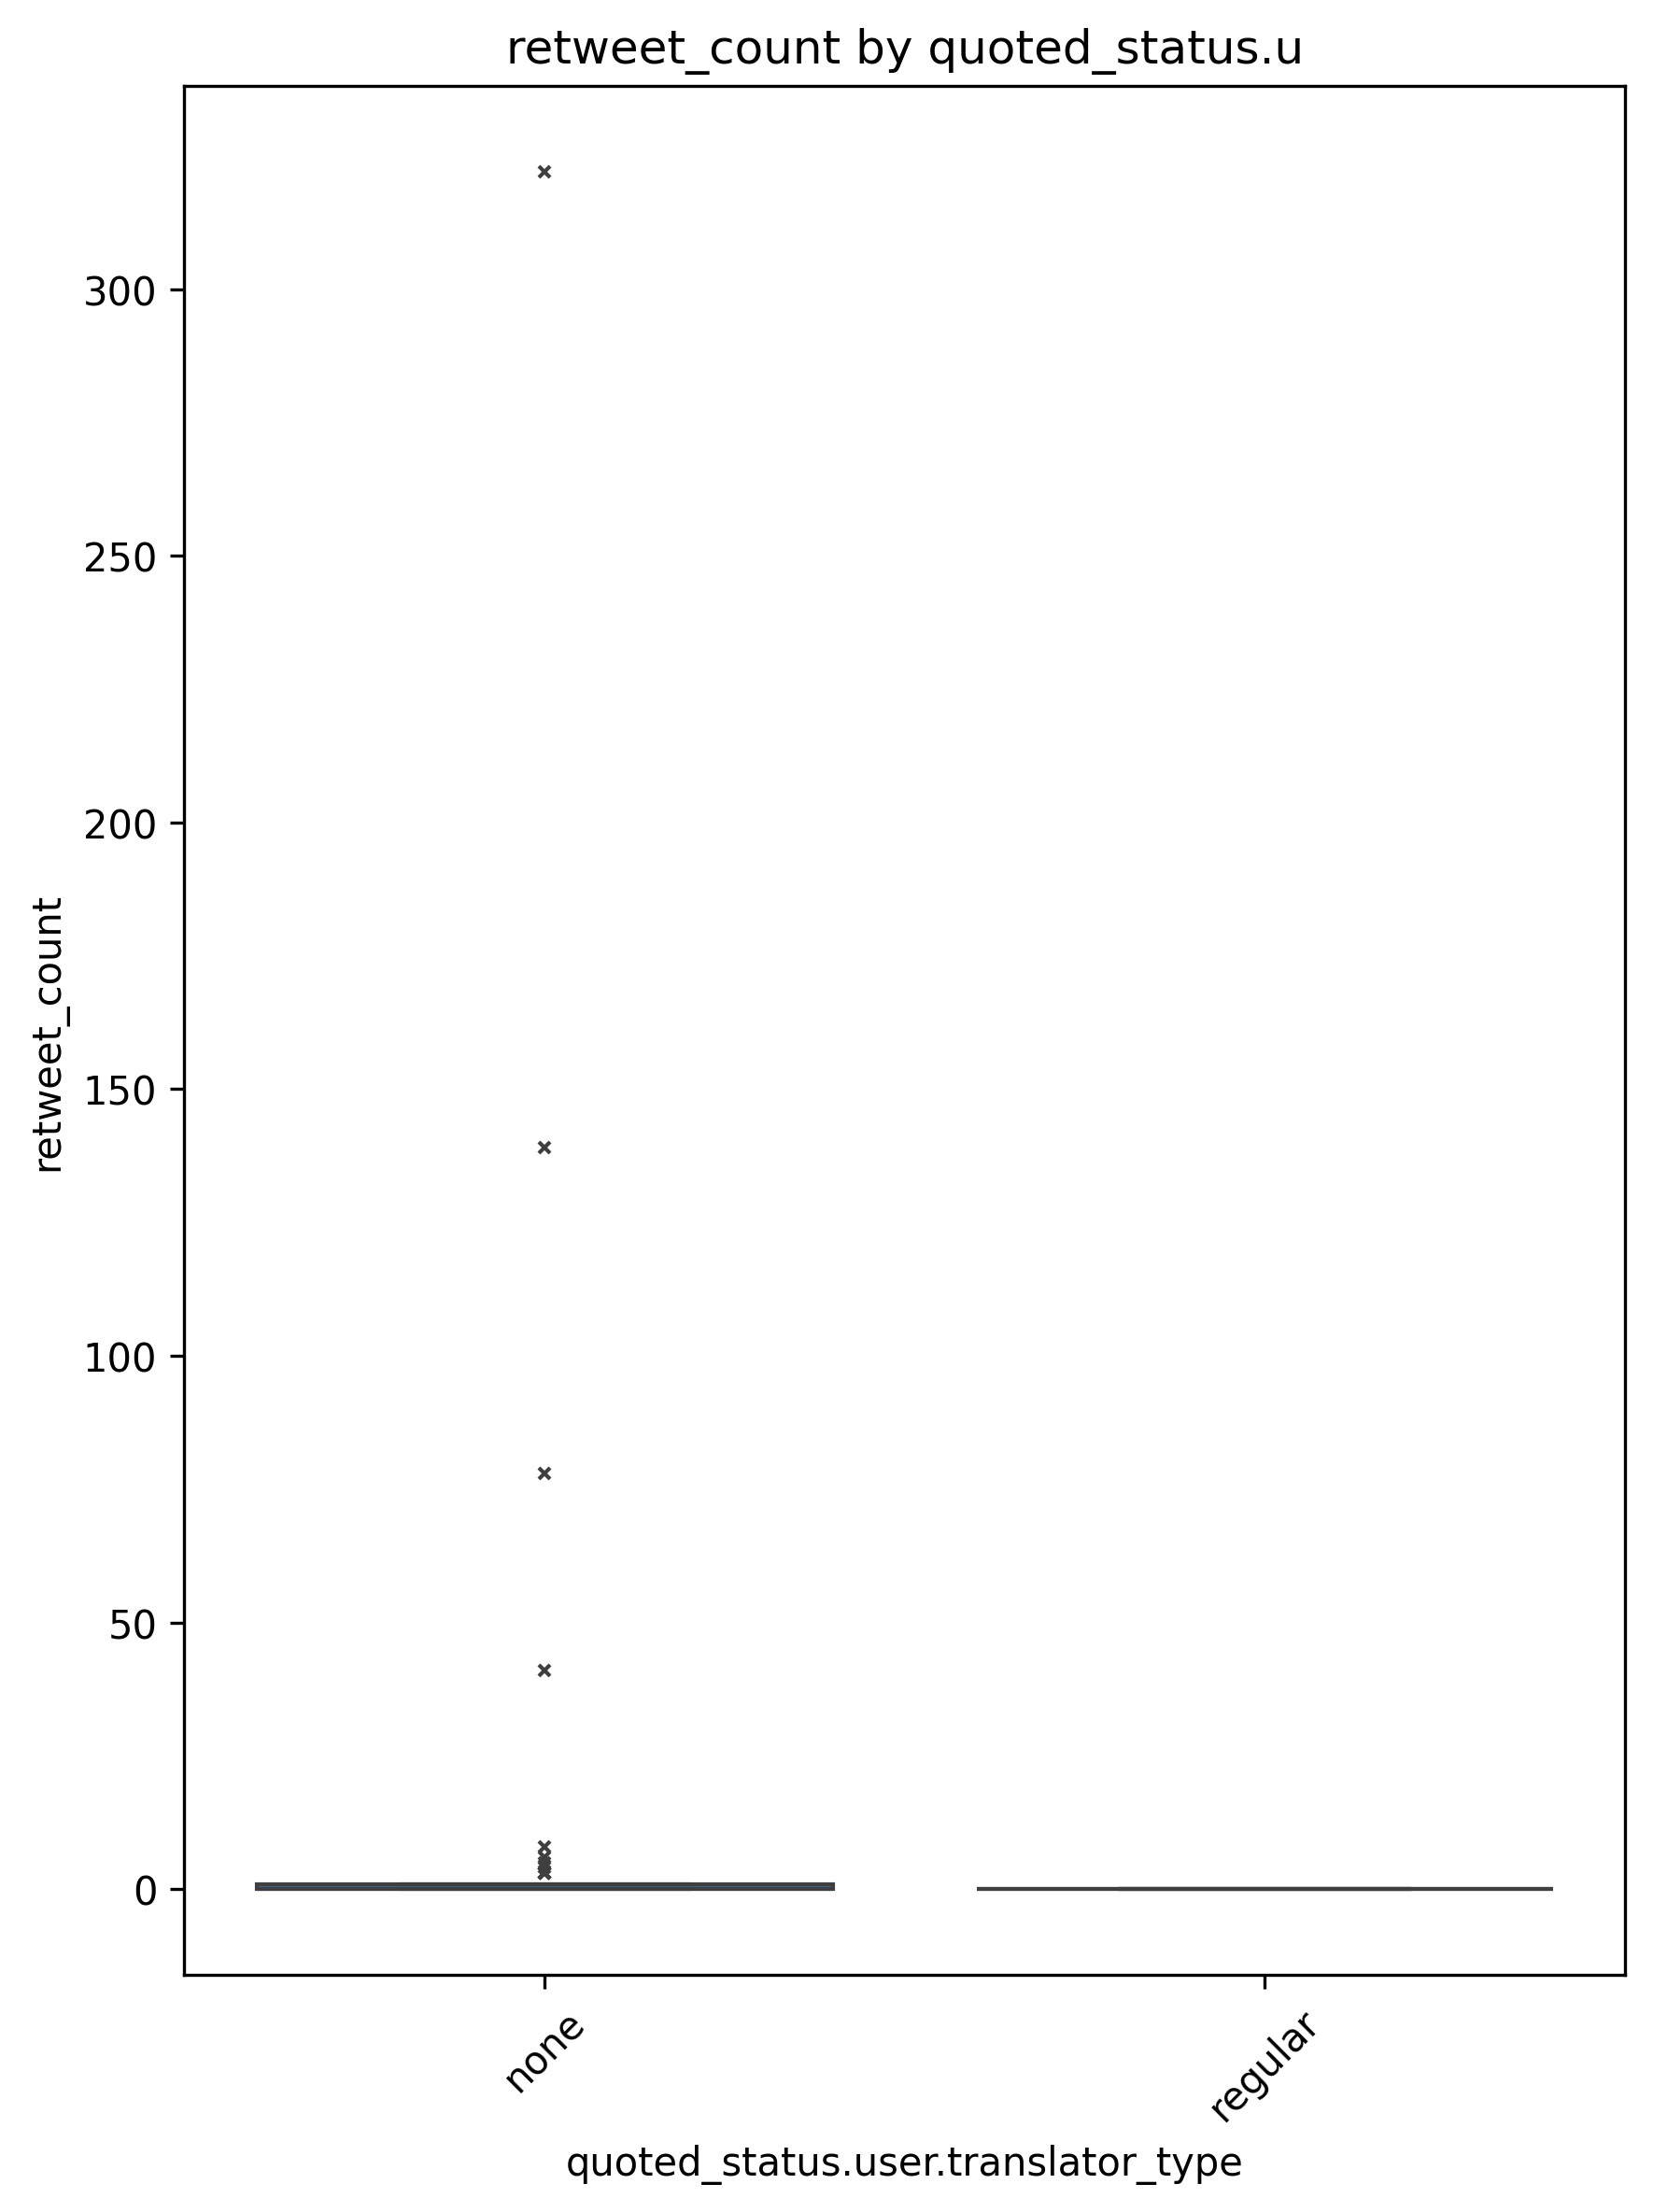 retweet_count by quoted_status.u
300
250
200
150
100
50
0
retweet_count
none
regular
quoted_status.user.translator_type